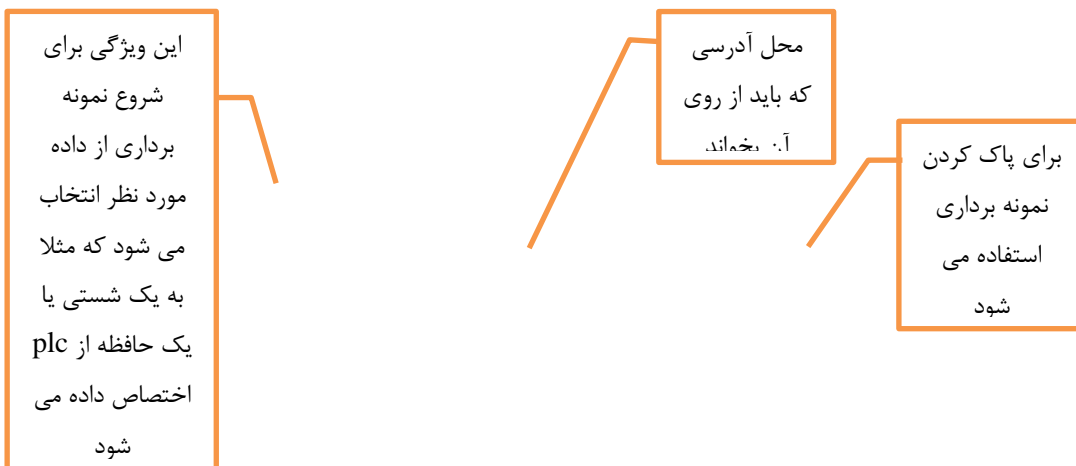 محل آدرسی
که باید از روی
آن بخواند
برای پاک کردن
نمونه برداری
استفاده می
شود
این ویژگی برای
شروع نمونه
برداری از داده
مورد نظر انتخاب
می شود که مثلا
به یک شستی یا
یک حافظه از plc
اختصاص داده می
شود